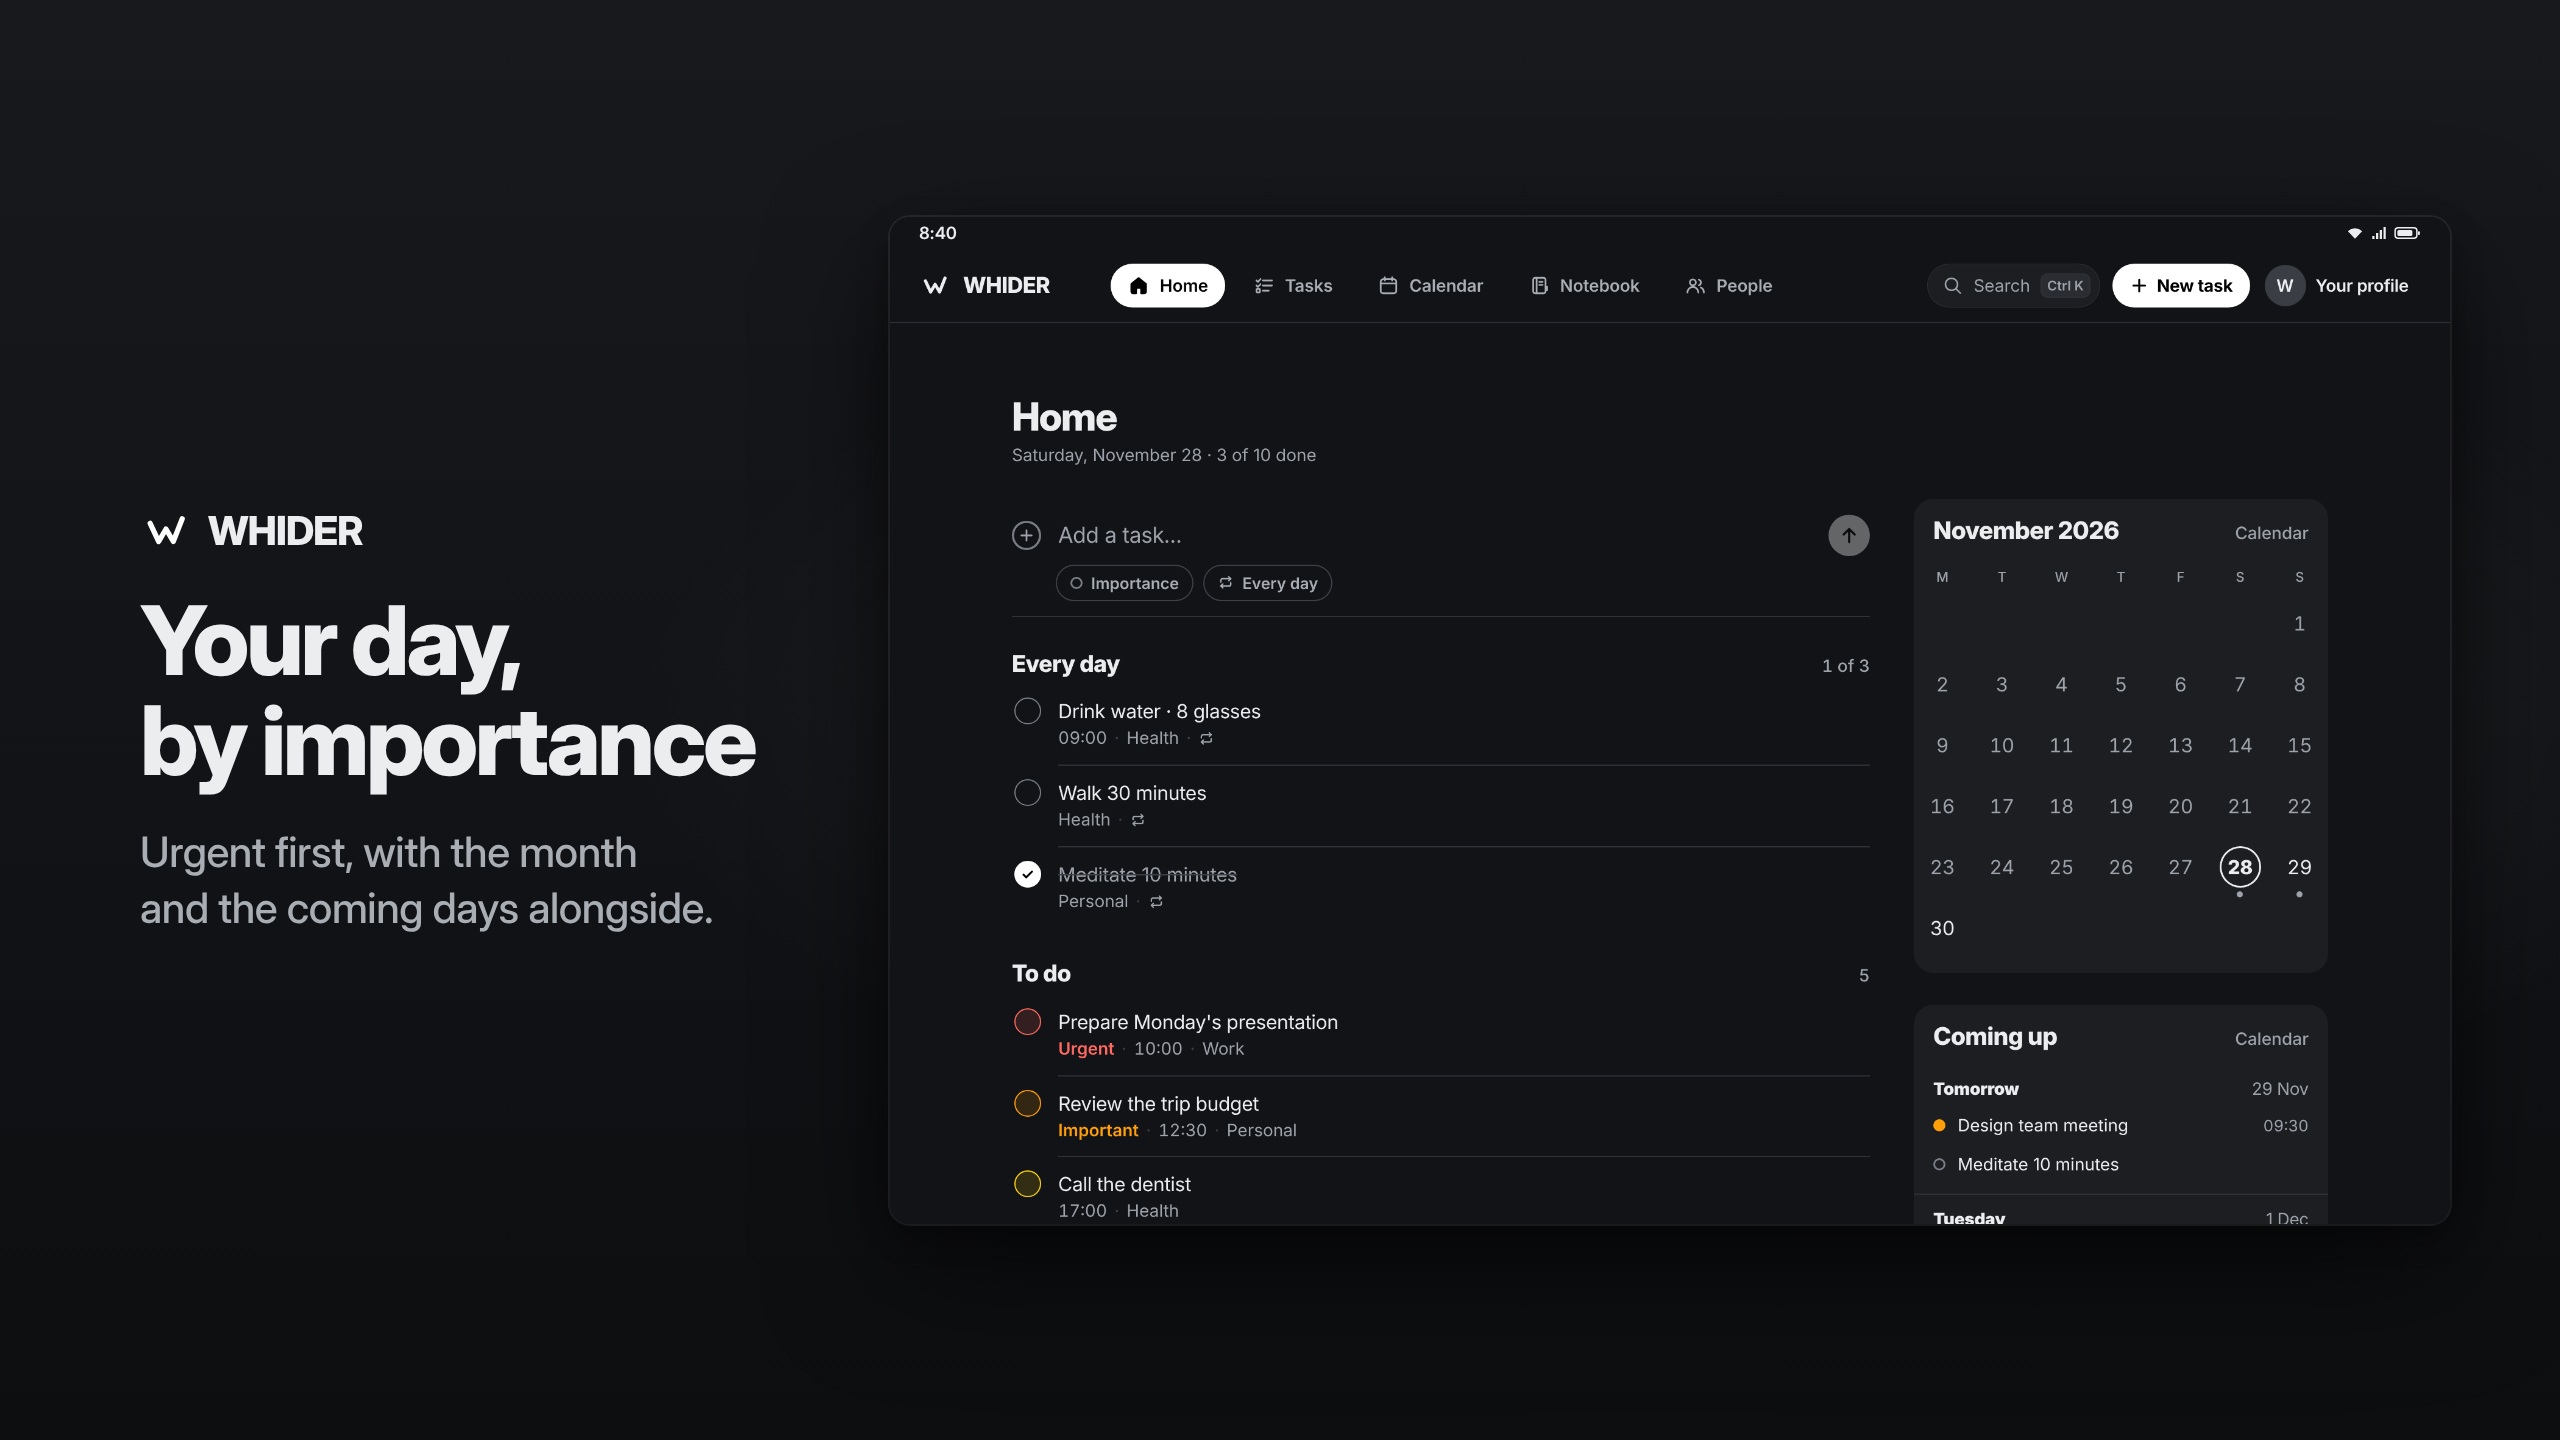 WHIDER
Your day,
by importance
Urgent first, with the month
and the coming days alongside.
8:40
WHIDER
Home
Tasks
Calendar
Notebook
People
Search Ctrl K
New task
W Your profile
Home
Saturday, November 28 · 3 of 10 done
Add a task...
Importance
Every day
Every day 1 of 3
Drink water · 8 glasses
09:00 · Health
Walk 30 minutes
Health
Meditate 10 minutes
Personal
To do 5
Prepare Monday's presentation
Urgent · 10:00 · Work
Review the trip budget
Important · 12:30 · Personal
Call the dentist
17:00 · Health
November 2026 Calendar
M T W T F S S
1
2 3 4 5 6 7 8
9 10 11 12 13 14 15
16 17 18 19 20 21 22
23 24 25 26 27 28 29
30
Coming up Calendar
Tomorrow 29 Nov
Design team meeting 09:30
Meditate 10 minutes
Tuesday 1 Dec